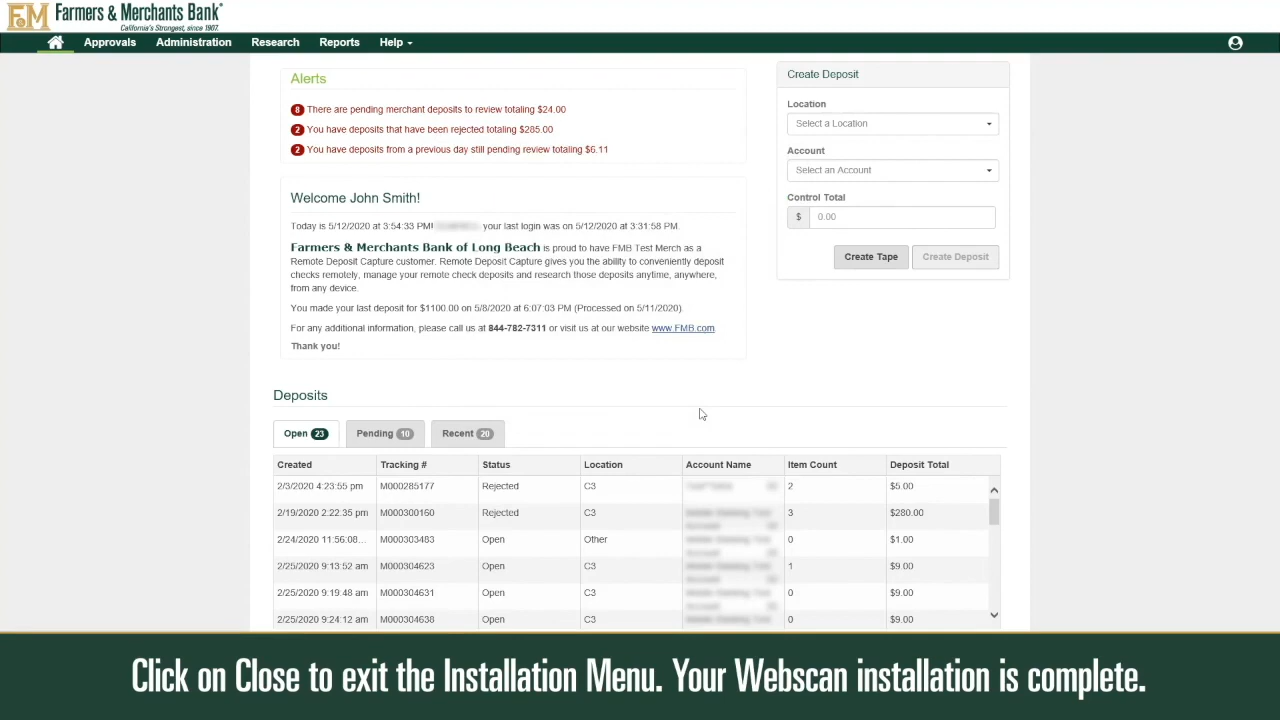 F&M Farmers & Merchants Bank®
California's Strongest, since 1907.
Approvals Administration Research Reports Help
Alerts
8 There are pending merchant deposits to review totaling $24.00
2 You have deposits that have been rejected totaling $285.00
2 You have deposits from a previous day still pending review totaling $6.11
Welcome John Smith!
Today is 5/12/2020 at 3:54:33 PM! your last login was on 5/12/2020 at 3:31:58 PM.
Farmers & Merchants Bank of Long Beach is proud to have FMB Test Merch as a
Remote Deposit Capture customer. Remote Deposit Capture gives you the ability to conveniently deposit
checks remotely, manage your remote check deposits and research those deposits anytime, anywhere,
from any device.
You made your last deposit for $1100.00 on 5/8/2020 at 6:07:03 PM (Processed on 5/11/2020).
For any additional information, please call us at 844-782-7311 or visit us at our website www.FMB.com.
Thank you!
Create Deposit
Location
Select a Location
Account
Select an Account
Control Total
$ 0.00
Create Tape Create Deposit
Deposits
Open 23 Pending 10 Recent 20
Created Tracking # Status Location Account Name Item Count Deposit Total
2/3/2020 4:23:55 pm M000285177 Rejected C3 2 $5.00
2/19/2020 2:22:35 pm M000300160 Rejected C3 3 $280.00
2/24/2020 11:56:08... M000303483 Open Other 0 $1.00
2/25/2020 9:13:52 am M000304623 Open C3 1 $9.00
2/25/2020 9:19:48 am M000304631 Open C3 0 $9.00
2/25/2020 9:24:12 am M000304638 Open C3 0 $9.00
Click on Close to exit the Installation Menu. Your Webscan installation is complete.